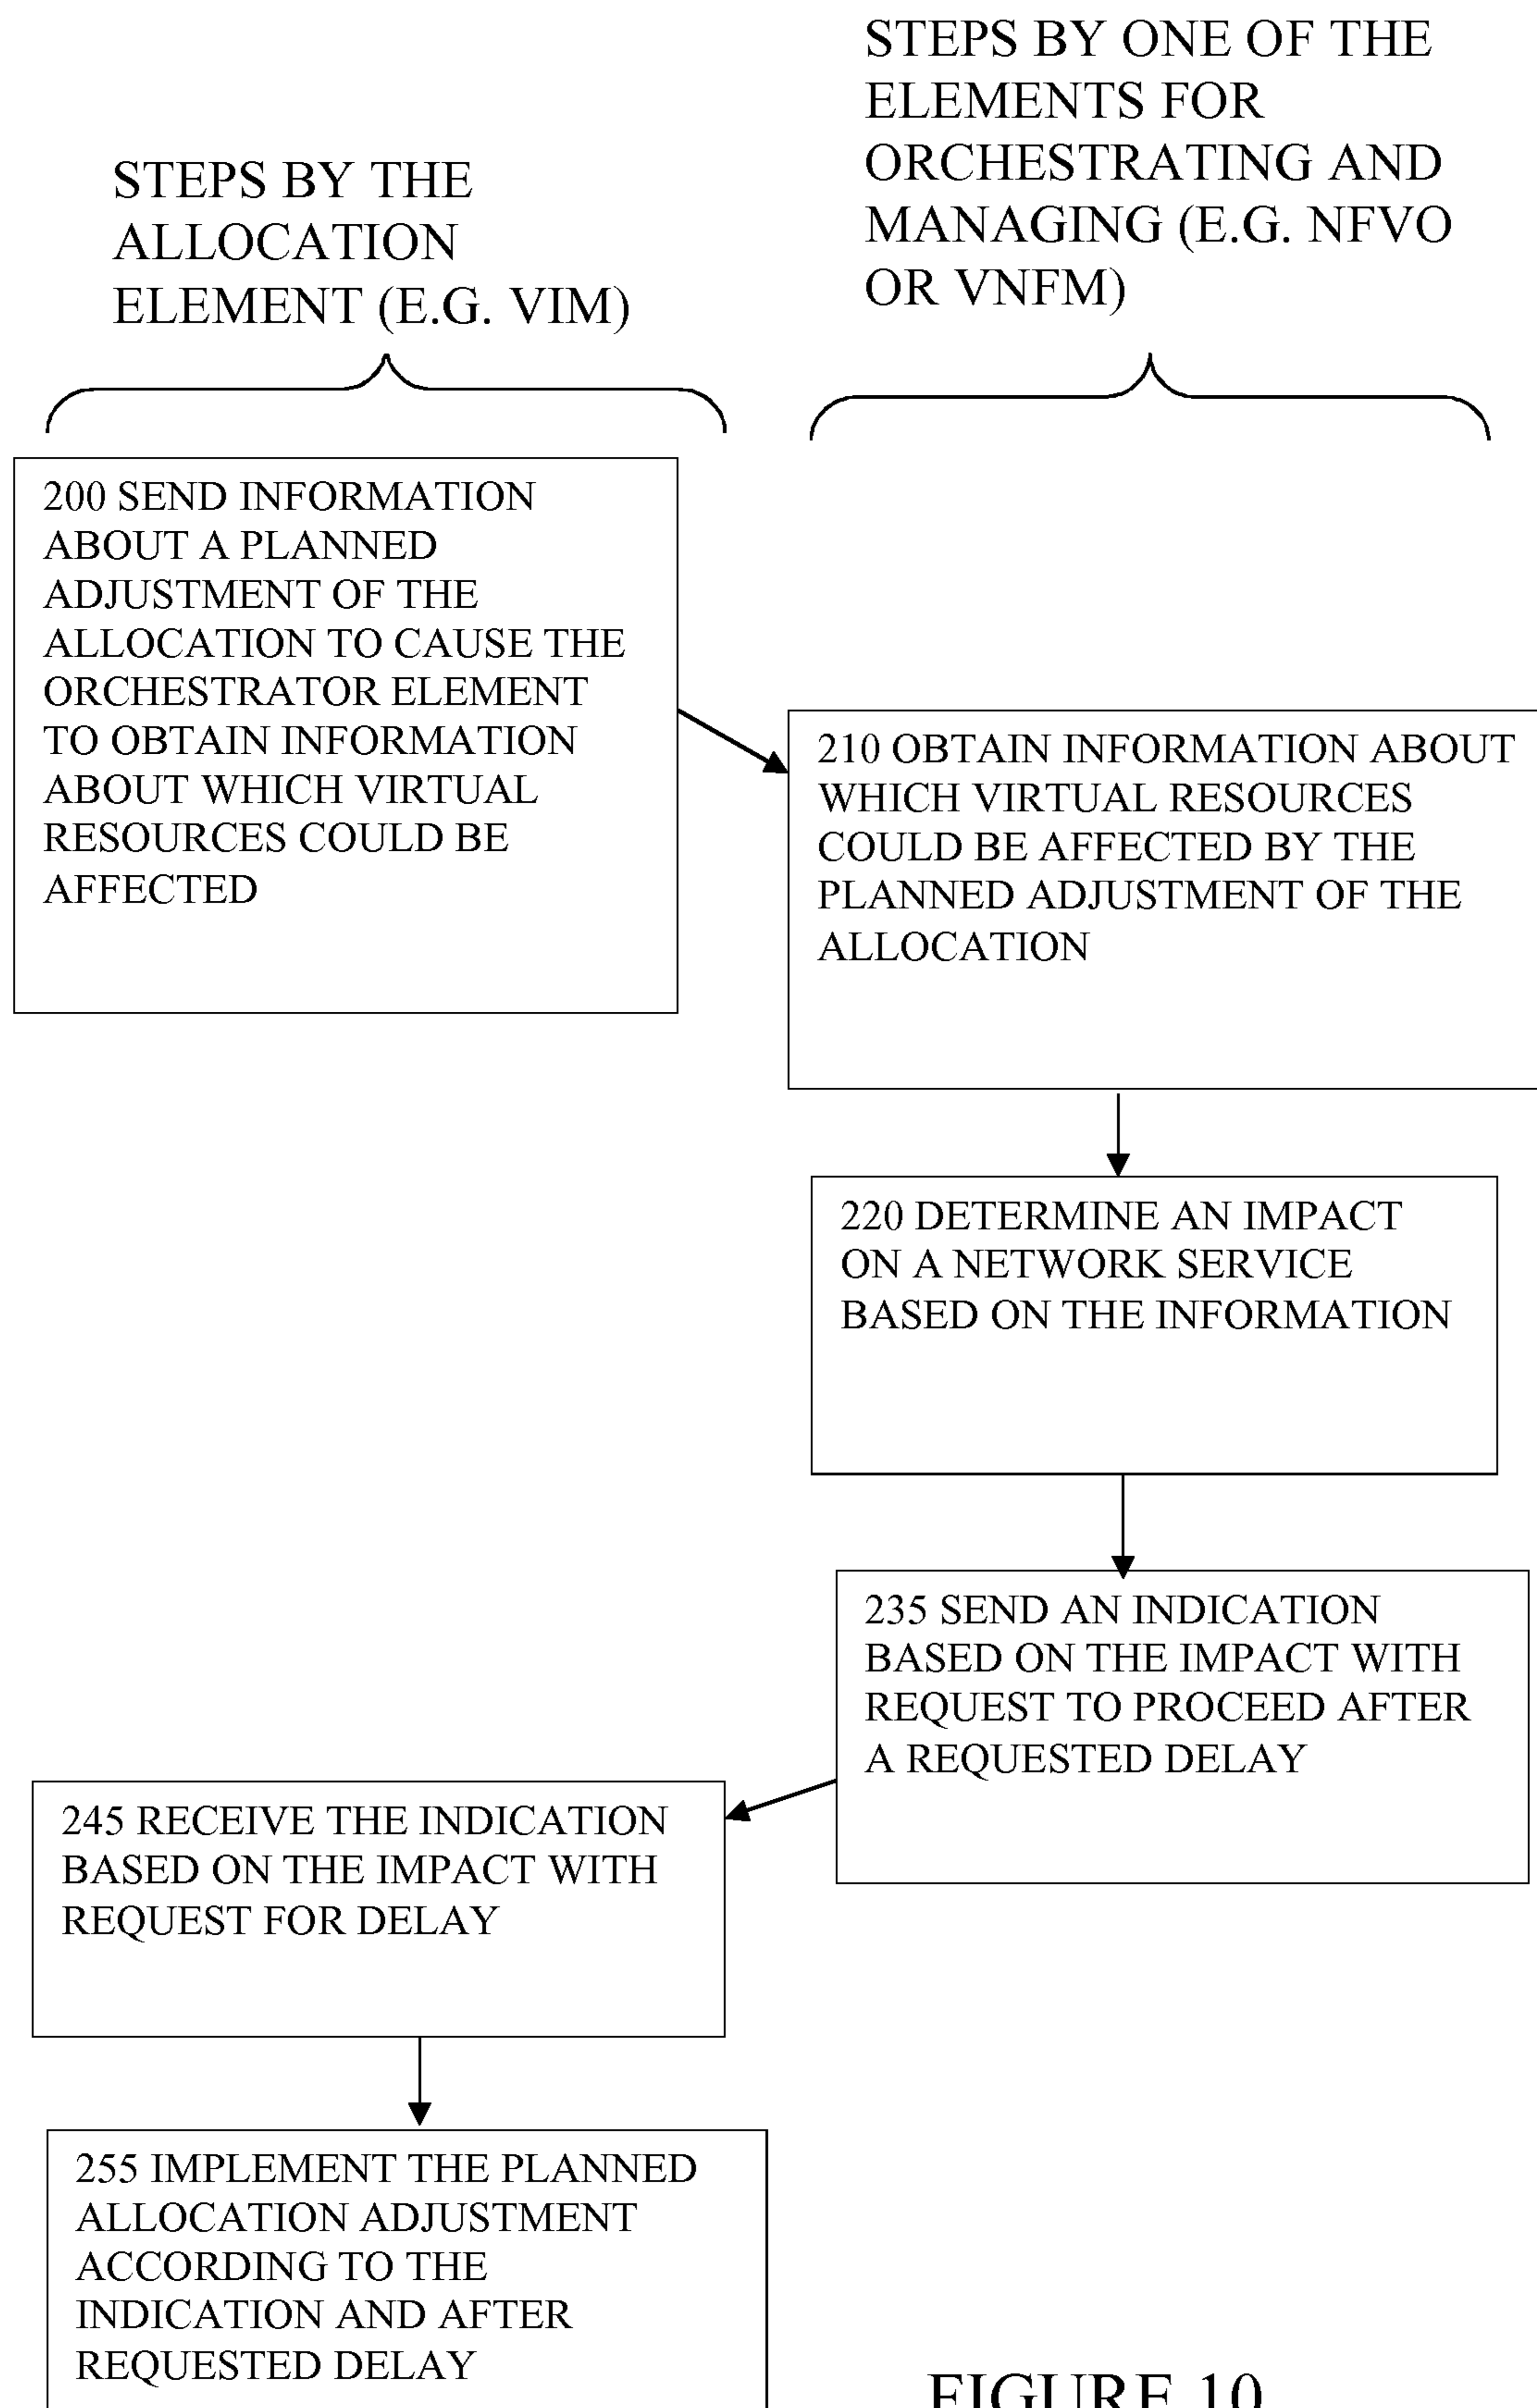 STEPS BY THE
ALLOCATION
ELEMENT (E.G. VIM)
STEPS BY ONE OF THE
ELEMENTS FOR
ORCHESTRATING AND
MANAGING (E.G. NFVO
OR VNFM)
200 SEND INFORMATION
ABOUT A PLANNED
ADJUSTMENT OF THE
ALLOCATION TO CAUSE THE
ORCHESTRATOR ELEMENT
TO OBTAIN INFORMATION
ABOUT WHICH VIRTUAL
RESOURCES COULD BE
AFFECTED
210 OBTAIN INFORMATION ABOUT
WHICH VIRTUAL RESOURCES
COULD BE AFFECTED BY THE
PLANNED ADJUSTMENT OF THE
ALLOCATION
220 DETERMINE AN IMPACT
ON A NETWORK SERVICE
BASED ON THE INFORMATION
235 SEND AN INDICATION
BASED ON THE IMPACT WITH
REQUEST TO PROCEED AFTER
A REQUESTED DELAY
245 RECEIVE THE INDICATION
BASED ON THE IMPACT WITH
REQUEST FOR DELAY
255 IMPLEMENT THE PLANNED
ALLOCATION ADJUSTMENT
ACCORDING TO THE
INDICATION AND AFTER
REQUESTED DELAY
FIGURE 10